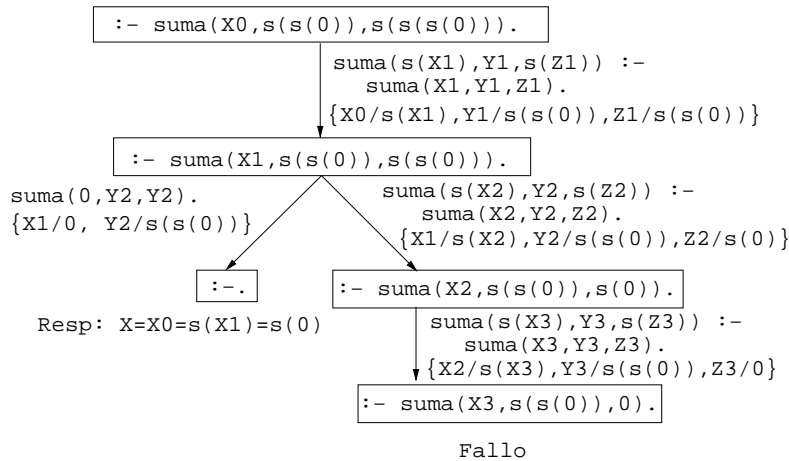 :- suma(X0,s(s(0)),s(s(s(0))).
suma(s(X1),Y1,s(Z1)) :-
suma(X1,Y1,Z1).
{X0/s(X1),Y1/s(s(0)),Z1/s(s(0))}
:- suma(X1,s(s(0)),s(s(0))).
suma(0,Y2,Y2).
{X1/0, Y2/s(s(0))}
suma(s(X2),Y2,s(Z2)) :-
suma(X2,Y2,Z2).
{X1/s(X2),Y2/s(s(0)),Z2/s(0)}
:-.
Resp: X=X0=s(X1)=s(0)
:- suma(X2,s(s(0)),s(0)).
suma(s(X3),Y3,s(Z3)) :-
suma(X3,Y3,Z3).
{X2/s(X3),Y3/s(s(0)),Z3/0}
:- suma(X3,s(s(0)),0).
Fallo